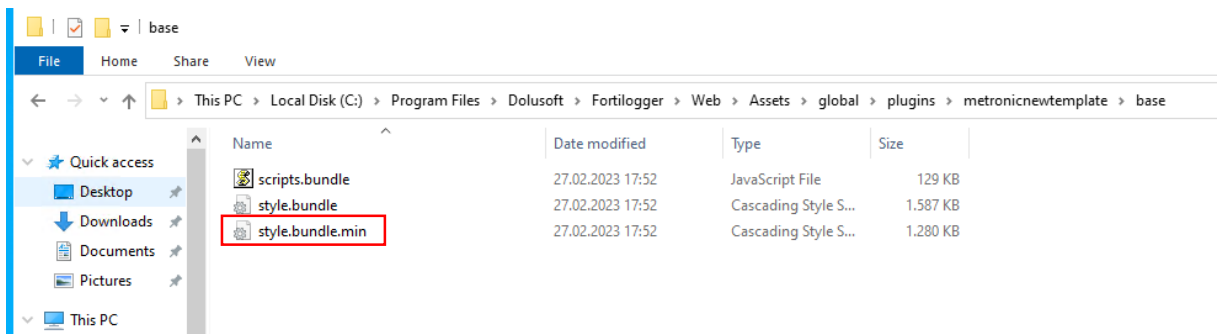 base
File Home Share View
This PC > Local Disk (C:) > Program Files > Dolusoft > Fortilogger > Web > Assets > global > plugins > metronicnewtemplate > base
Name Date modified Type Size
Quick access
Desktop
Downloads
Documents
Pictures
This PC
scripts.bundle 27.02.2023 17:52 JavaScript File 129 KB
style.bundle 27.02.2023 17:52 Cascading Style S... 1.587 KB
style.bundle.min 27.02.2023 17:52 Cascading Style S... 1.280 KB